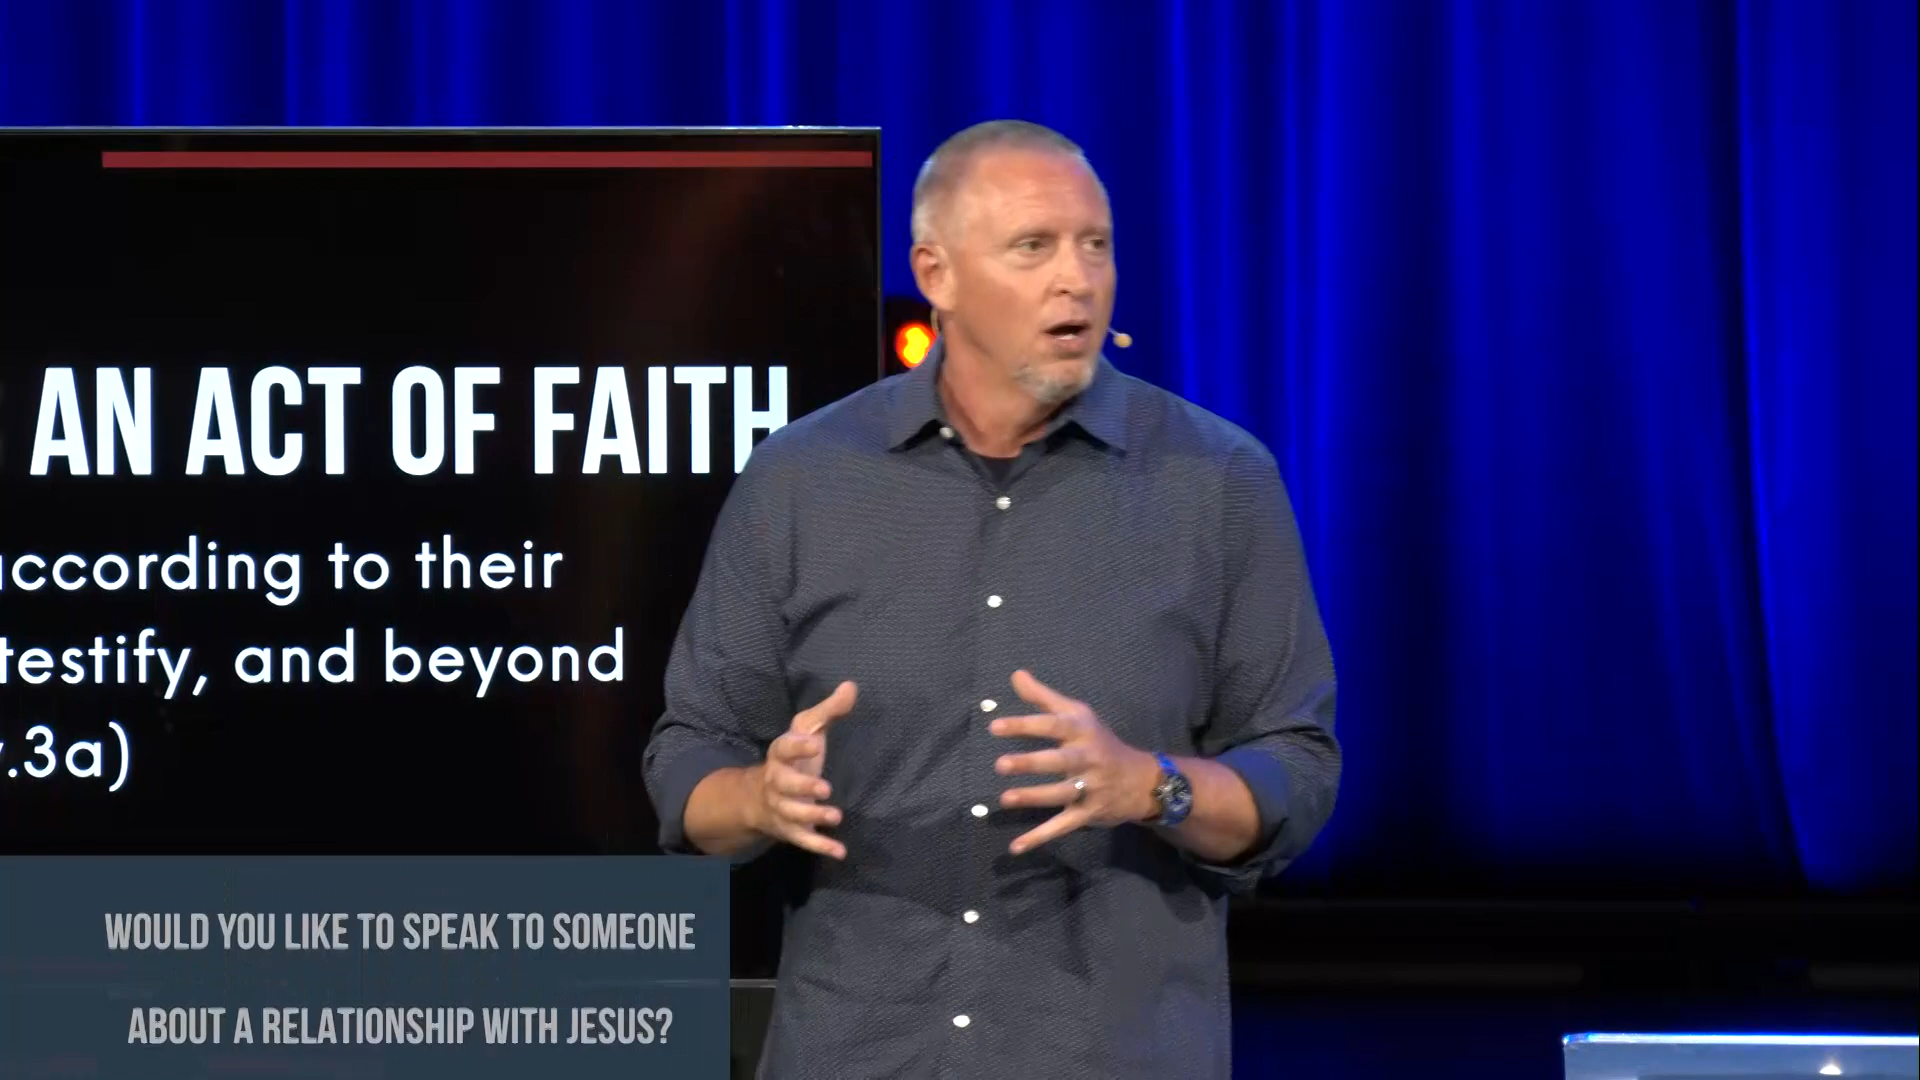 AN ACT OF FAITH
according to their
testify, and beyond
.3a)
WOULD YOU LIKE TO SPEAK TO SOMEONE
ABOUT A RELATIONSHIP WITH JESUS?